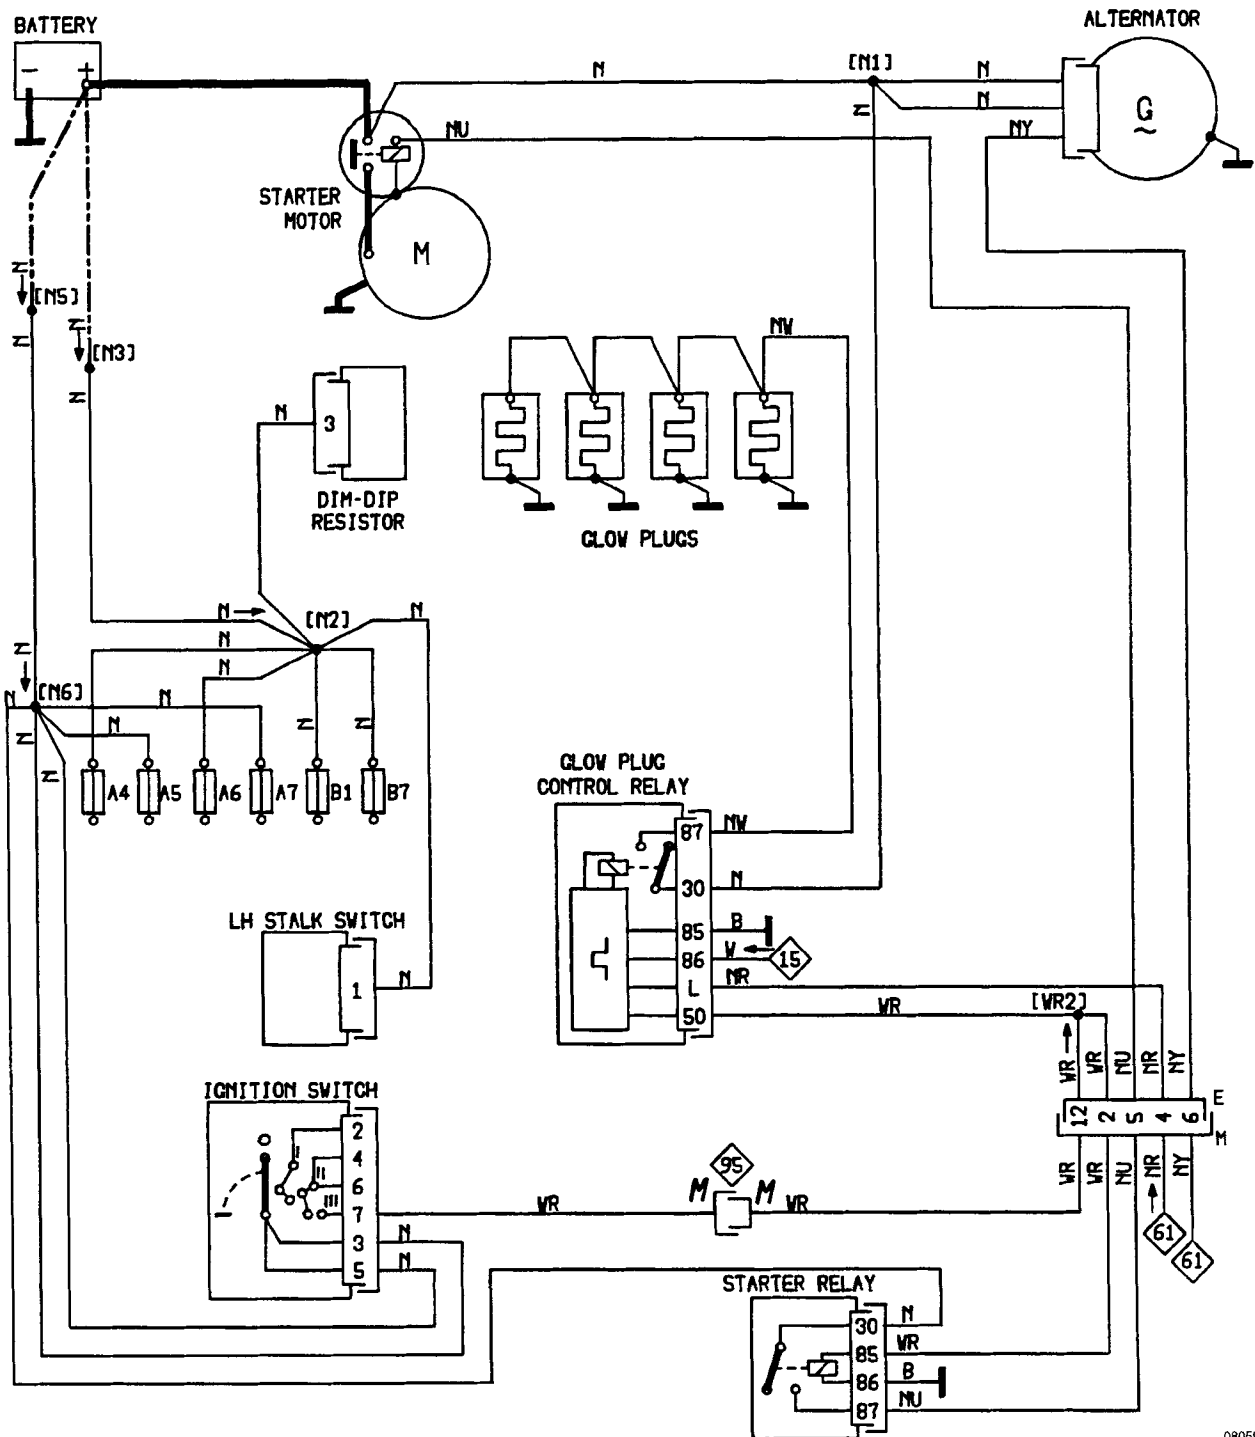 BATTERY
- +
ALTERNATOR
N
[N1]
N
N
N
NU
NY
G
STARTER
MOTOR
M
N
[N5]
N
N
[N3]
N
NW
N
3
DIM-DIP
RESISTOR
GLOW PLUGS
N
[N2]
N
N
N
N
N
[N6]
N
N
N
N
N
N
A4
A5
A6
A7
B1
B7
GLOW PLUG
CONTROL RELAY
87
NW
30
N
85
B
86
W
15
L
NR
50
WR
[WR2]
LH STALK SWITCH
1
N
WR
WR
NU
NR
NY
E
12
2
5
4
6
M
WR
WR
NU
NR
NY
61
61
IGNITION SWITCH
2
4
6
7
3
5
I
II
III
WR
95
M
M
WR
N
N
STARTER RELAY
30
N
85
WR
86
B
87
NU